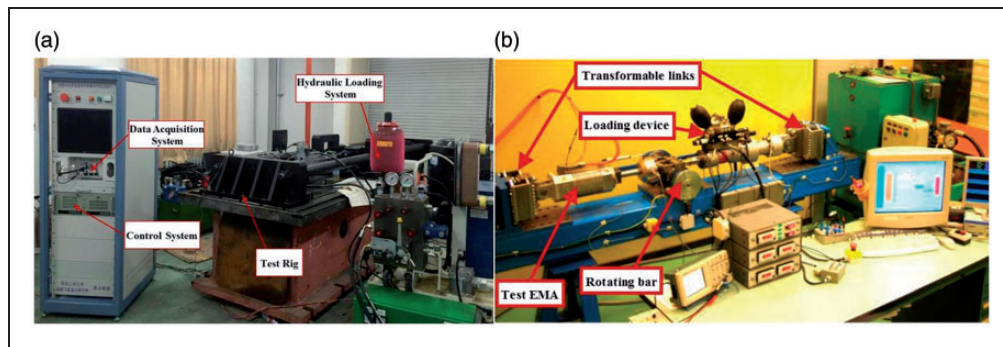 (a)
Hydraulic Loading
System
Data Acquisition
System
Control System
Test Rig
(b)
Transformable links
Loading device
Test EMA
Rotating bar